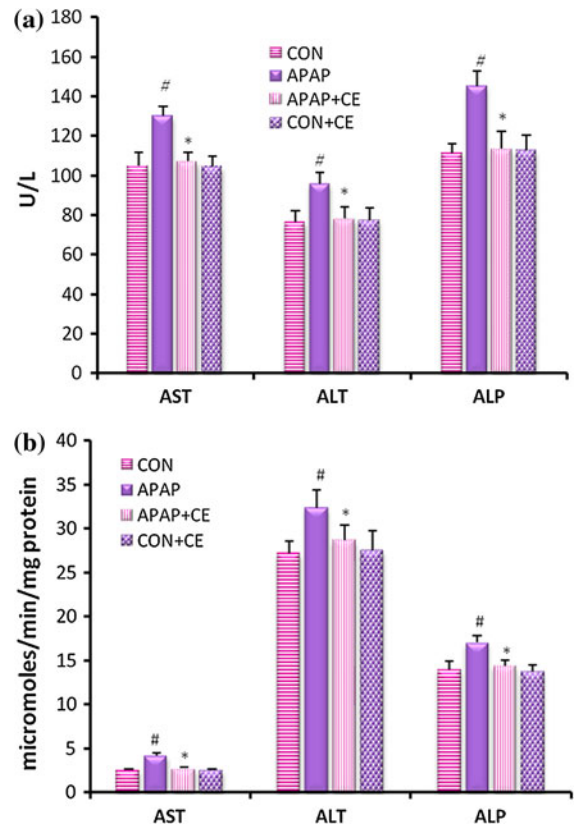 (a)
180
160
140
120
100
80
60
40
20
0
U/L
CON
APAP
APAP+CE
CON+CE
#
*
#
*
#
*
AST ALT ALP
(b)
40
35
30
25
20
15
10
5
0
micromoles/min/mg protein
CON
APAP
APAP+CE
CON+CE
#
*
#
*
#
*
AST ALT ALP